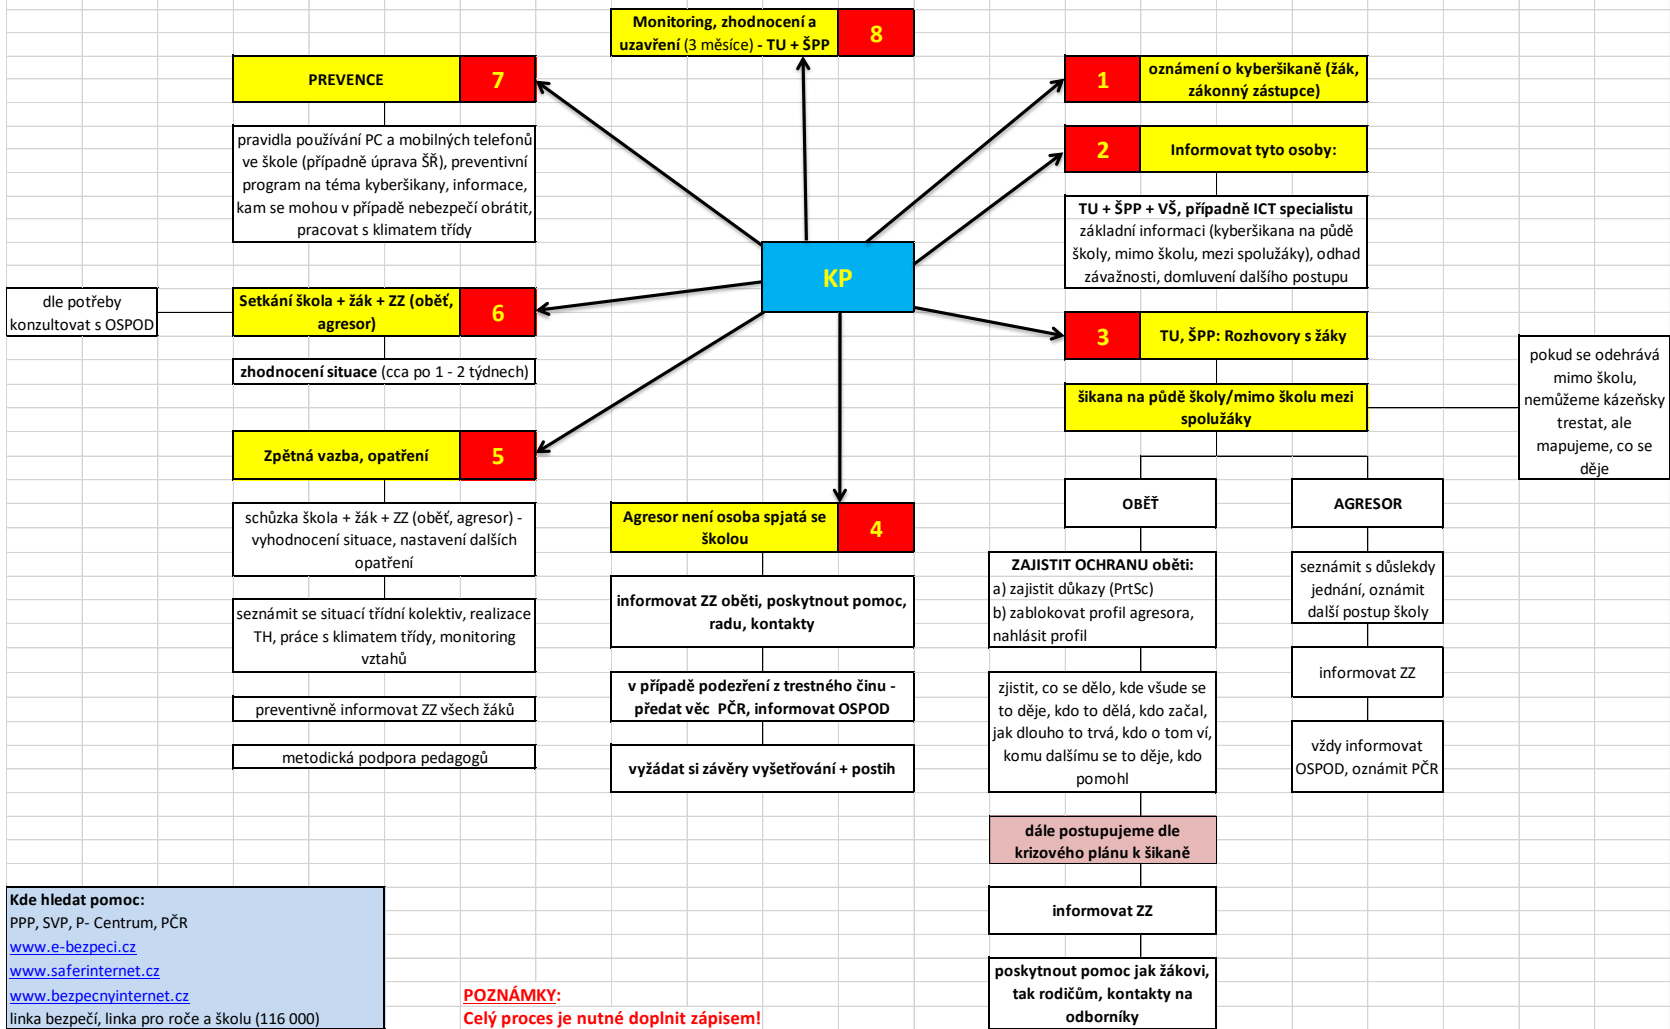 Monitoring, zhodnocení a
uzavření (3 měsíce) - TU + ŠPP
8
PREVENCE
7
pravidla používání PC a mobilných telefonů
ve škole (případně úprava ŠŘ), preventivní
program na téma kyberšikany, informace,
kam se mohou v případě nebezpečí obrátit,
pracovat s klimatem třídy
1
oznámení o kyberšikaně (žák,
zákonný zástupce)
2
Informovat tyto osoby:
TU + ŠPP + VŠ, případně ICT specialistu
základní informaci (kyberšikana na půdě
školy, mimo školu, mezi spolužáky), odhad
závažnosti, domluvení dalšího postupu
KP
dle potřeby
konzultovat s OSPOD
Setkání škola + žák + ZZ (oběť,
agresor)
6
zhodnocení situace (cca po 1 - 2 týdnech)
3
TU, ŠPP: Rozhovory s žáky
šikana na půdě školy/mimo školu mezi
spolužáky
pokud se odehrává
mimo školu,
nemůžeme kázeňsky
trestat, ale
mapujeme, co se
děje
Zpětná vazba, opatření
5
schůzka škola + žák + ZZ (oběť, agresor) -
vyhodnocení situace, nastavení dalších
opatření
seznámit se situací třídní kolektiv, realizace
TH, práce s klimatem třídy, monitoring
vztahů
preventivně informovat ZZ všech žáků
metodická podpora pedagogů
Agresor není osoba spjatá se
školou
4
informovat ZZ oběti, poskytnout pomoc,
radu, kontakty
v případě podezření z trestného činu -
předat věc PČR, informovat OSPOD
vyžádat si závěry vyšetřování + postih
OBĚŤ
ZAJISTIT OCHRANU oběti:
a) zajistit důkazy (PrtSc)
b) zablokovat profil agresora,
nahlásit profil
zjistit, co se dělo, kde všude se
to děje, kdo to dělá, kdo začal,
jak dlouho to trvá, kdo o tom ví,
komu dalšímu se to děje, kdo
pomohl
dále postupujeme dle
krizového plánu k šikaně
informovat ZZ
poskytnout pomoc jak žákovi,
tak rodičům, kontakty na
odborníky
AGRESOR
seznámit s důslekdy
jednání, oznámit
další postup školy
informovat ZZ
vždy informovat
OSPOD, oznámit PČR
Kde hledat pomoc:
PPP, SVP, P- Centrum, PČR
www.e-bezpeci.cz
www.saferinternet.cz
www.bezpecnyinternet.cz
linka bezpečí, linka pro roče a školu (116 000)
POZNÁMKY:
Celý proces je nutné doplnit zápisem!